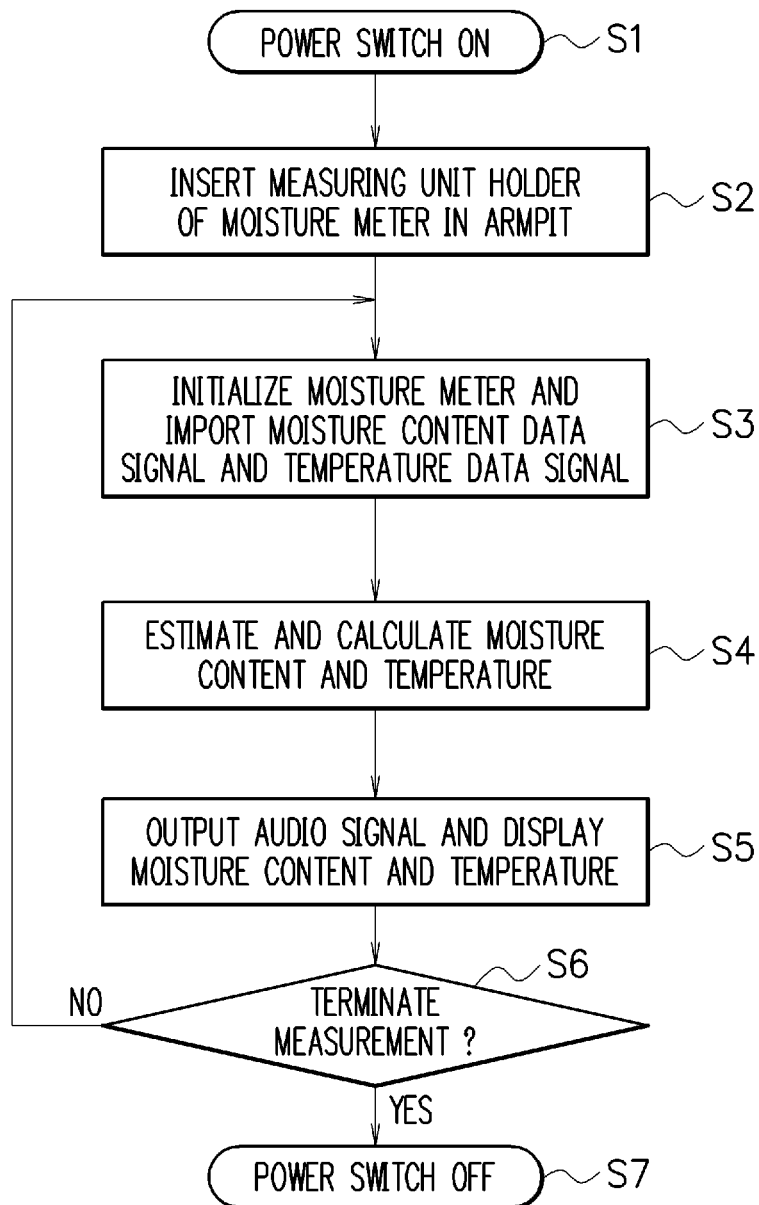 POWER SWITCH ON
S1
INSERT MEASURING UNIT HOLDER
OF MOISTURE METER IN ARMPIT
S2
INITIALIZE MOISTURE METER AND
IMPORT MOISTURE CONTENT DATA
SIGNAL AND TEMPERATURE DATA SIGNAL
S3
ESTIMATE AND CALCULATE MOISTURE
CONTENT AND TEMPERATURE
S4
OUTPUT AUDIO SIGNAL AND DISPLAY
MOISTURE CONTENT AND TEMPERATURE
S5
S6
NO
TERMINATE
MEASUREMENT ?
YES
POWER SWITCH OFF
S7